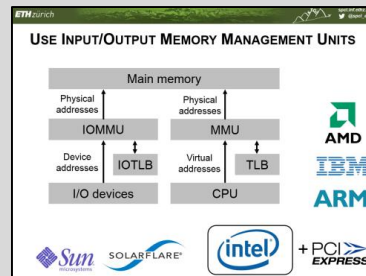 ETH zürich
USE INPUT/OUTPUT MEMORY MANAGEMENT UNITS
Main memory
Physical
addresses
Physical
addresses
IOMMU
MMU
Device
addresses
IOTLB
Virtual
addresses
TLB
I/O devices
CPU
AMD
IBM
ARM
Sun
microsystems
SOLARFLARE
intel
+ PCI
EXPRESS